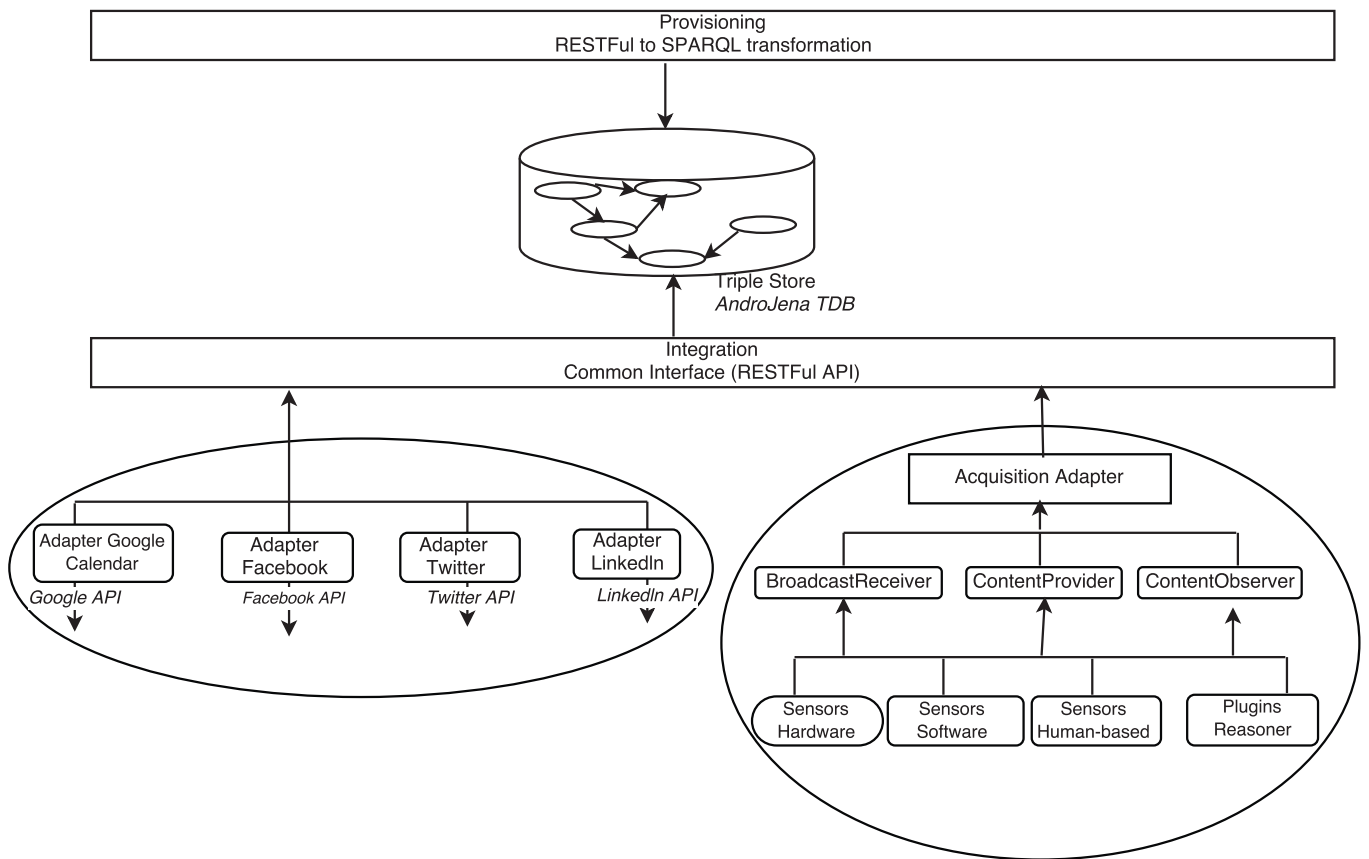 Provisioning
RESTFul to SPARQL transformation
Triple Store
AndroJena TDB
Integration
Common Interface (RESTFul API)
Adapter Google
Calendar
Google API
Adapter
Facebook
Facebook API
Adapter
Twitter
Twitter API
Adapter
LinkedIn
LinkedIn API
Acquisition Adapter
BroadcastReceiver
ContentProvider
ContentObserver
Sensors
Hardware
Sensors
Software
Sensors
Human-based
Plugins
Reasoner